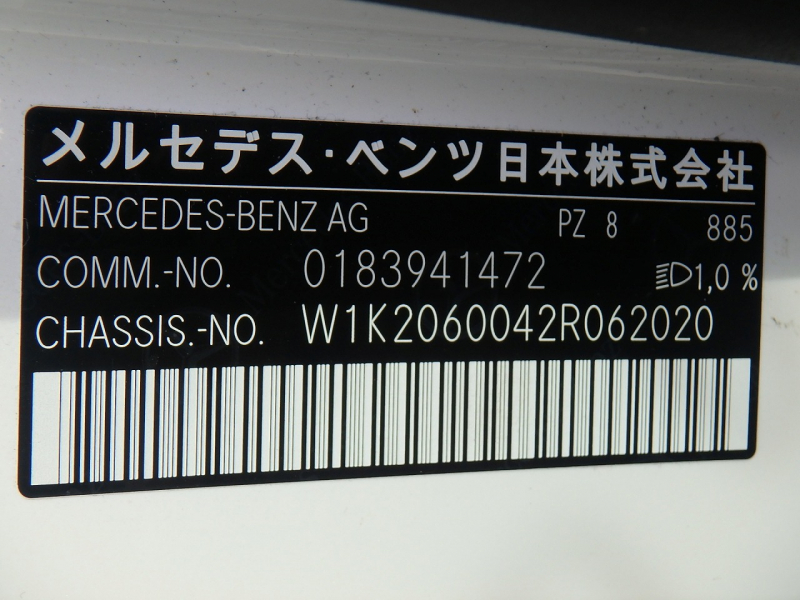 メルセデス・ベンツ日本株式会社
MERCEDES-BENZ AG PZ 8 885
COMM.-NO. 0183941472 1,0 %
CHASSIS.-NO. W1K2060042R062020